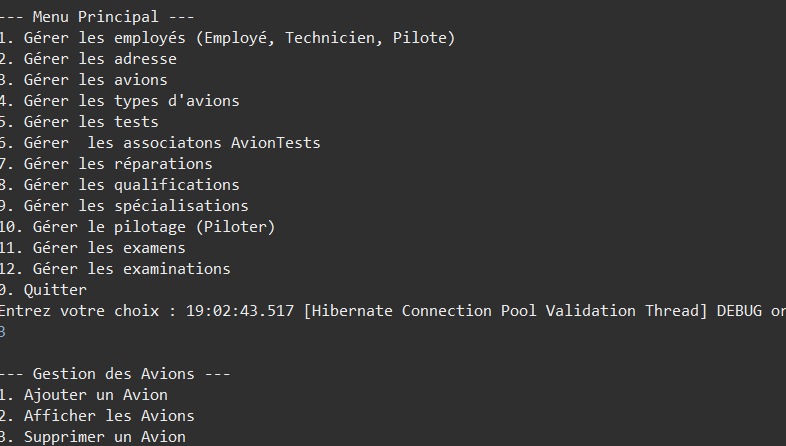 --- Menu Principal ---
1. Gérer les employés (Employé, Technicien, Pilote)
2. Gérer les adresse
3. Gérer les avions
4. Gérer les types d'avions
5. Gérer les tests
6. Gérer  les associatons AvionTests
7. Gérer les réparations
8. Gérer les qualifications
9. Gérer les spécialisations
10. Gérer le pilotage (Piloter)
11. Gérer les examens
12. Gérer les examinations
0. Quitter
Entrez votre choix : 19:02:43.517 [Hibernate Connection Pool Validation Thread] DEBUG or
3
--- Gestion des Avions ---
1. Ajouter un Avion
2. Afficher les Avions
3. Supprimer un Avion